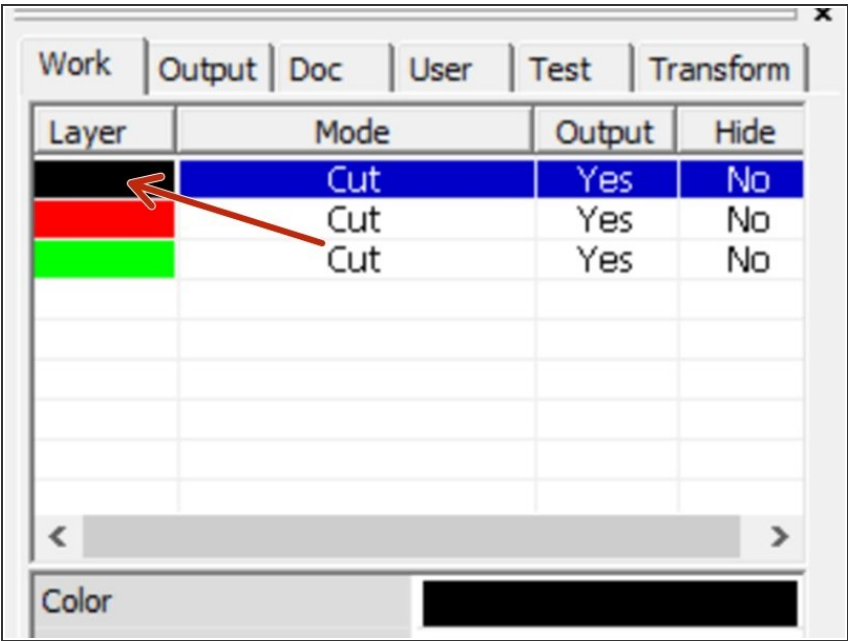 x
Work Output Doc User Test Transform
Layer Mode Output Hide
Cut Yes No
Cut Yes No
Cut Yes No
Color